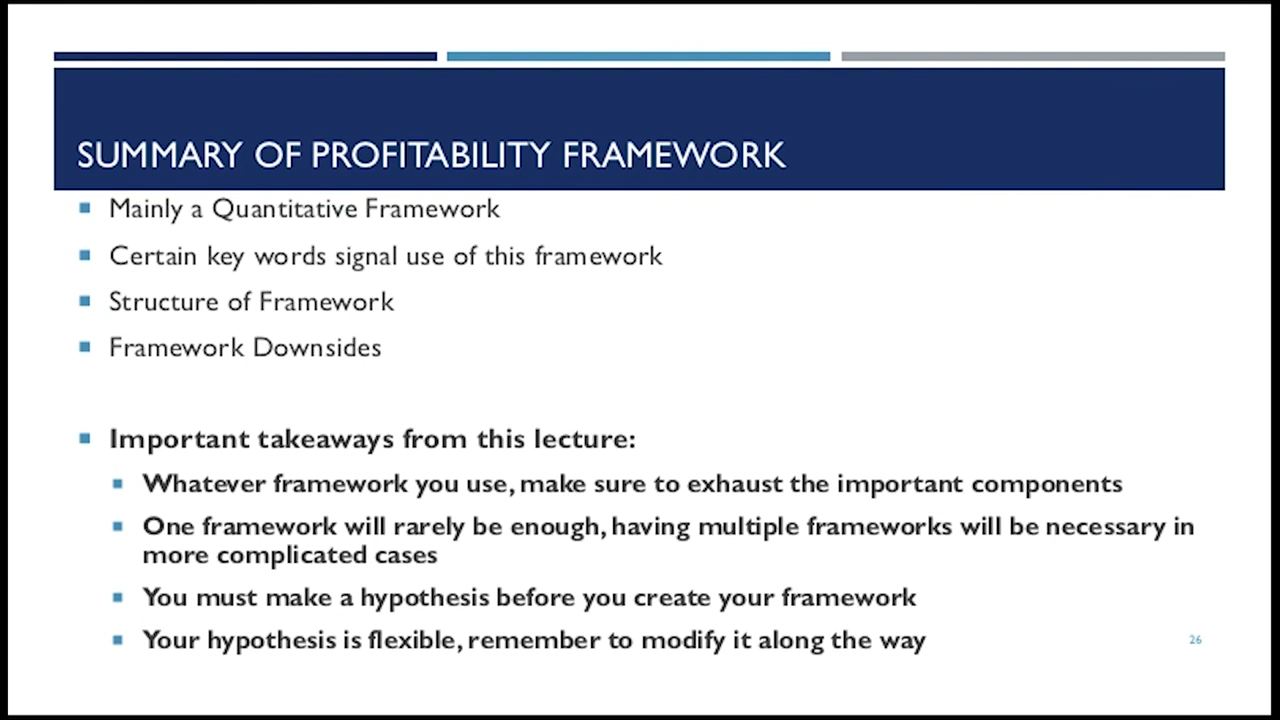 SUMMARY OF PROFITABILITY FRAMEWORK
Mainly a Quantitative Framework
Certain key words signal use of this framework
Structure of Framework
Framework Downsides
Important takeaways from this lecture:
Whatever framework you use, make sure to exhaust the important components
One framework will rarely be enough, having multiple frameworks will be necessary in
more complicated cases
You must make a hypothesis before you create your framework
Your hypothesis is flexible, remember to modify it along the way
26